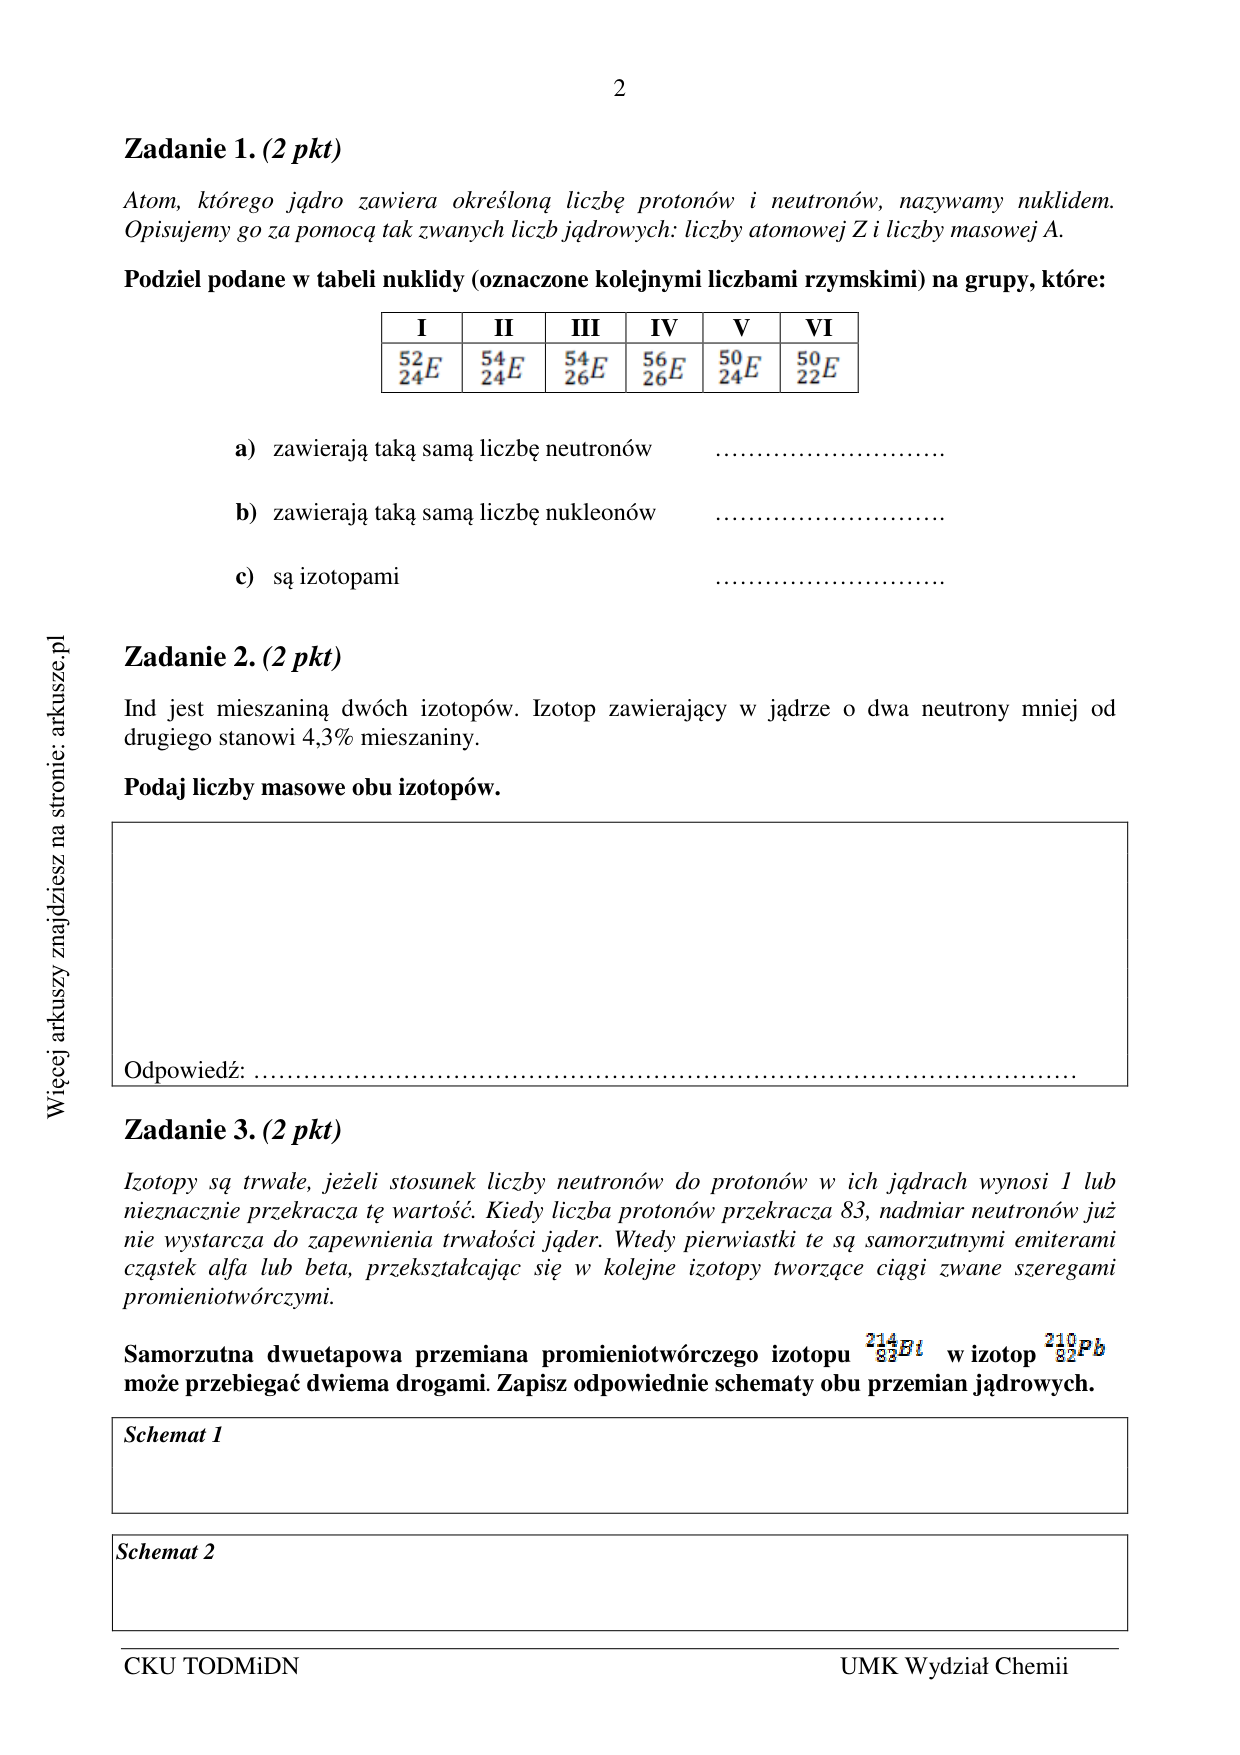 2
Zadanie 1. (2 pkt)
Atom, którego jądro zawiera określoną liczbę protonów i neutronów, nazywamy nuklidem.
Opisujemy go za pomocą tak zwanych liczb jądrowych: liczby atomowej Z i liczby masowej A.
Podziel podane w tabeli nuklidy (oznaczone kolejnymi liczbami rzymskimi) na grupy, które:
I II III IV V VI
52 24 E 54 24 E 54 26 E 56 26 E 50 24 E 50 22 E
a) zawierają taką samą liczbę neutronów ……………………….
b) zawierają taką samą liczbę nukleonów ……………………….
c) są izotopami ……………………….
Zadanie 2. (2 pkt)
Ind jest mieszaniną dwóch izotopów. Izotop zawierający w jądrze o dwa neutrony mniej od
drugiego stanowi 4,3% mieszaniny.
Podaj liczby masowe obu izotopów.
Odpowiedź: ………………………………………………………………………………………
Zadanie 3. (2 pkt)
Izotopy są trwałe, jeżeli stosunek liczby neutronów do protonów w ich jądrach wynosi 1 lub
nieznacznie przekracza tę wartość. Kiedy liczba protonów przekracza 83, nadmiar neutronów już
nie wystarcza do zapewnienia trwałości jąder. Wtedy pierwiastki te są samorzutnymi emiterami
cząstek alfa lub beta, przekształcając się w kolejne izotopy tworzące ciągi zwane szeregami
promieniotwórczymi.
Samorzutna dwuetapowa przemiana promieniotwórczego izotopu 214 83 Bi w izotop 210 82 Pb
może przebiegać dwiema drogami. Zapisz odpowiednie schematy obu przemian jądrowych.
Schemat 1
Schemat 2
CKU TODMiDN UMK Wydział Chemii
Więcej arkuszy znajdziesz na stronie: arkusze.pl